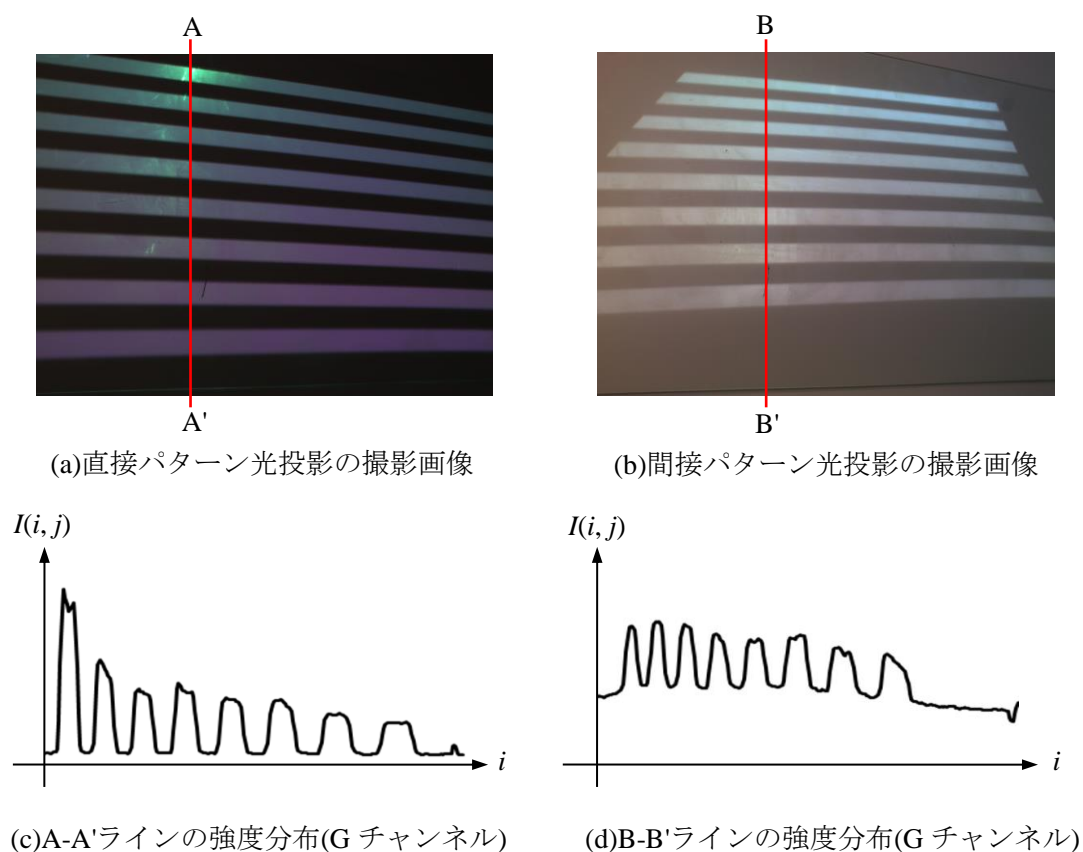 A
B
A'
B'
(a)直接パターン光投影の撮影画像
(b)間接パターン光投影の撮影画像
I(i, j)
I(i, j)
i
i
(c)A-A'ラインの強度分布(G チャンネル)
(d)B-B'ラインの強度分布(G チャンネル)